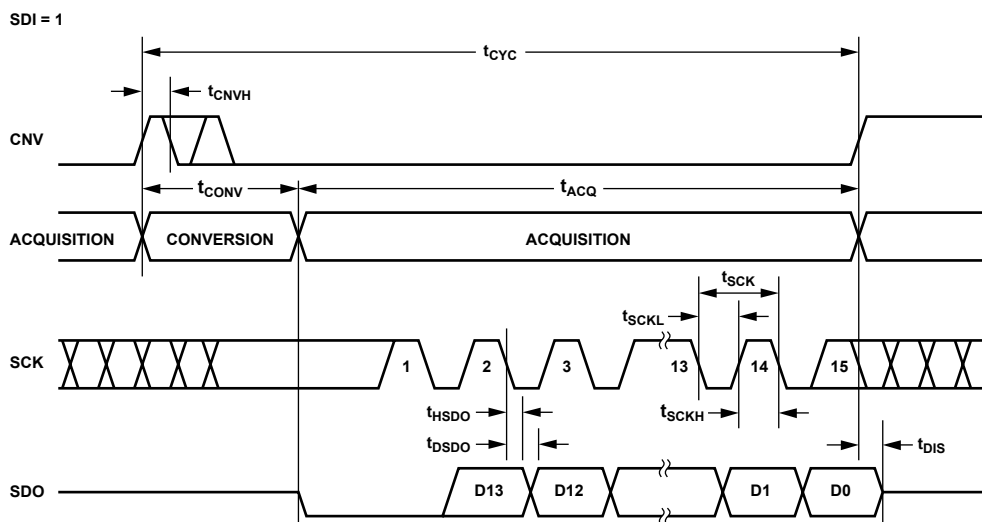 SDI = 1
tCYC
tCNVH
CNV
tCONV
tACQ
ACQUISITION
CONVERSION
ACQUISITION
tSCK
tSCKL
SCK
1
2
3
13
14
15
tHSDO
tSCKH
tDSDO
tDIS
SDO
D13
D12
D1
D0